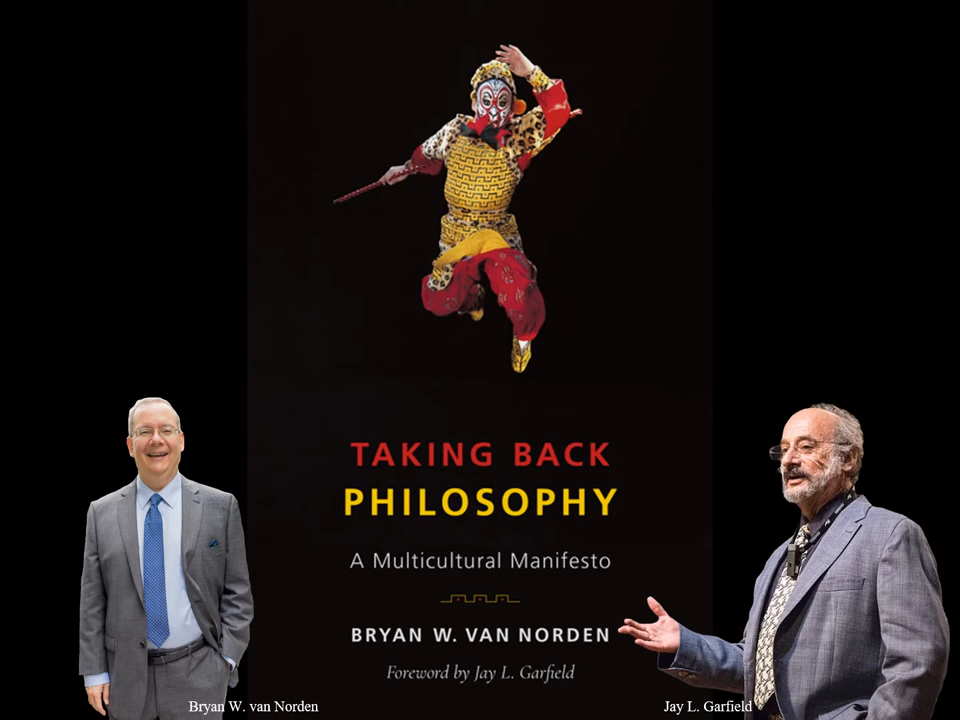 TAKING BACK
PHILOSOPHY
A Multicultural Manifesto
BRYAN W. VAN NORDEN
Foreword by Jay L. Garfield
Bryan W. van Norden
Jay L. Garfield